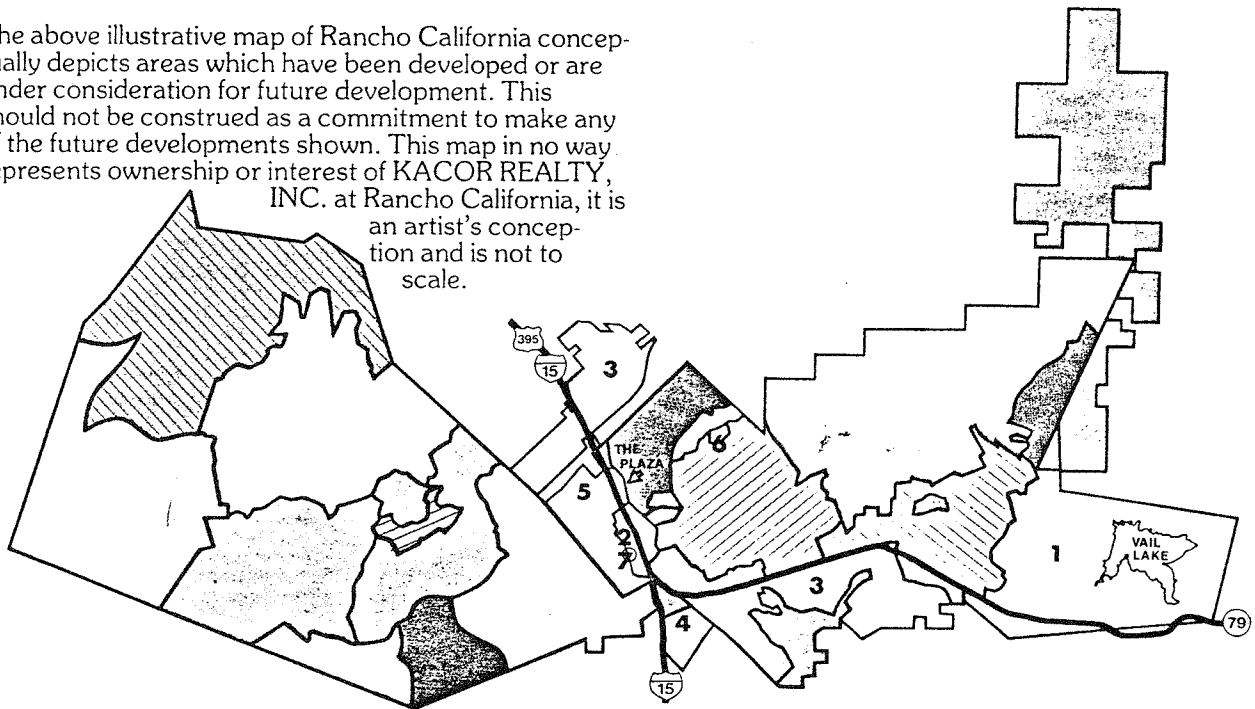 he above illustrative map of Rancho California concep-
ually depicts areas which have been developed or are
nder consideration for future development. This
hould not be construed as a commitment to make any
f the future developments shown. This map in no way
presents ownership or interest of KACOR REALTY,
INC. at Rancho California, it is
an artist's concep-
tion and is not to
scale.
395
15
3
6
THE
PLAZA
5
2
7
1
VAIL
LAKE
3
4
79
15